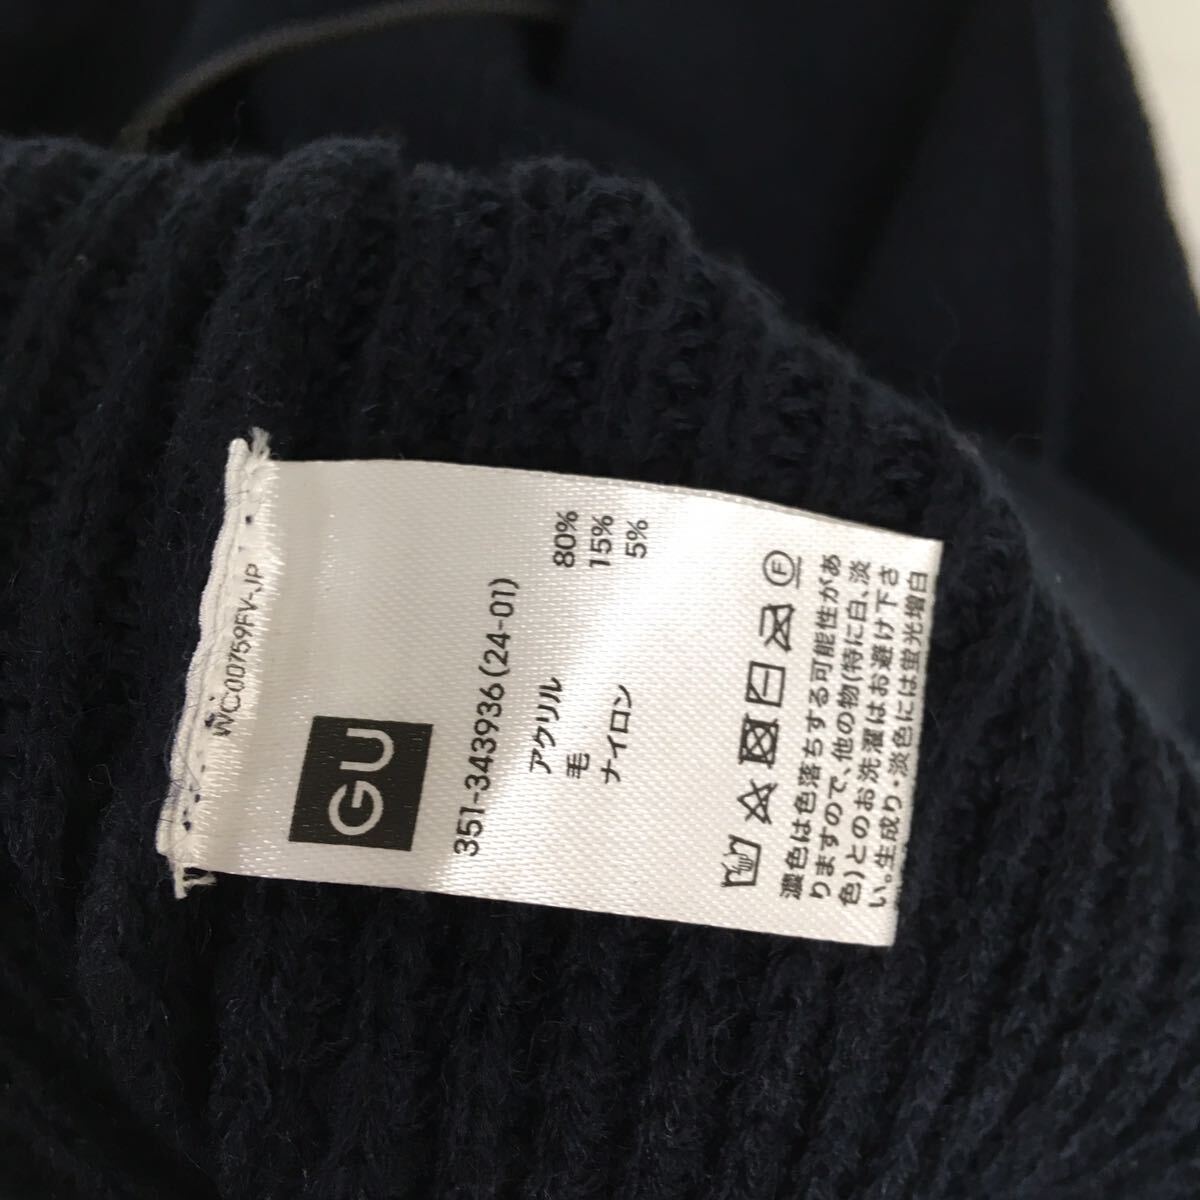 WC00759FV-JP
GU
351-343936(24-01)
アクリル 80%
毛 15%
ナイロン 5%
F
濃色は色落ちする可能性があ
りますので、他の物(特に白、淡
色)とのお洗濯はお避け下さ
い。生成り・淡色には蛍光増白